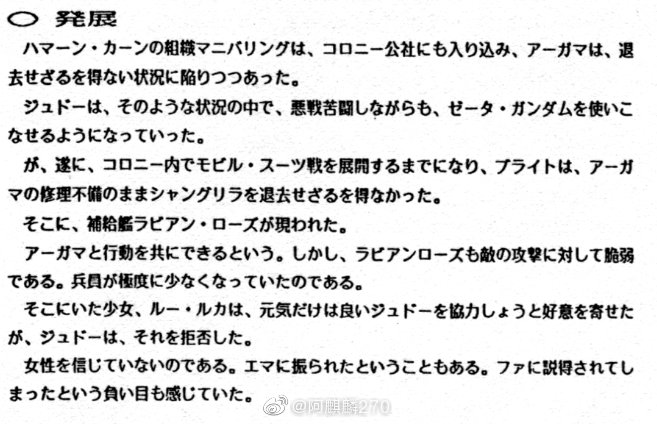 ○ 発展
ハマーン・カーンの組織マニバリングは、コロニー公社にも入り込み、アーガマは、退
去せざるを得ない状況に陥りつつあった。
ジュドーは、そのような状況の中で、悪戦苦闘しながらも、ゼータ・ガンダムを使いこ
なせるようになっていった。
が、遂に、コロニー内でモビル・スーツ戦を展開するまでになり、ブライトは、アーガ
マの修理不備のままシャングリラを退去せざるを得なかった。
そこに、補給艦ラビアン・ローズが現われた。
アーガマと行動を共にできるという。しかし、ラビアンローズも敵の攻撃に対して脆弱
である。兵員が極度に少なくなっていたのである。
そこにいた少女、ルー・ルカは、元気だけは良いジュドーを協力しょうと好意を寄せた
が、ジュドーは、それを拒否した。
女性を信じていないのである。エマに振られたということもある。ファに説得されてし
まったという負い目も感じていた。
@阿麒麟270